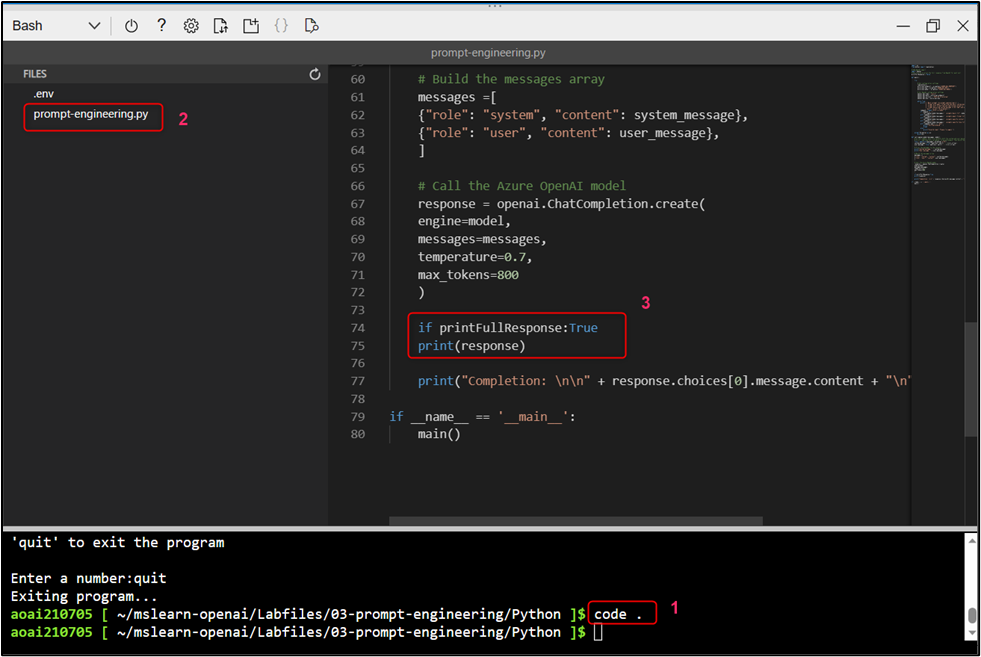 Bash
prompt-engineering.py
FILES
.env
prompt-engineering.py
2
60 # Build the messages array
61 messages =[
62 {"role": "system", "content": system_message},
63 {"role": "user", "content": user_message},
64 ]
65
66 # Call the Azure OpenAI model
67 response = openai.ChatCompletion.create(
68 engine=model,
69 messages=messages,
70 temperature=0.7,
71 max_tokens=800
72 )
73
3
74 if printFullResponse:True
75 print(response)
76
77 print("Completion: \n\n" + response.choices[0].message.content + "\n"
78
79 if __name__ == '__main__':
80 main()
'quit' to exit the program
Enter a number:quit
Exiting program...
aoai210705 [ ~/mslearn-openai/Labfiles/03-prompt-engineering/Python ]$ code . 1
aoai210705 [ ~/mslearn-openai/Labfiles/03-prompt-engineering/Python ]$